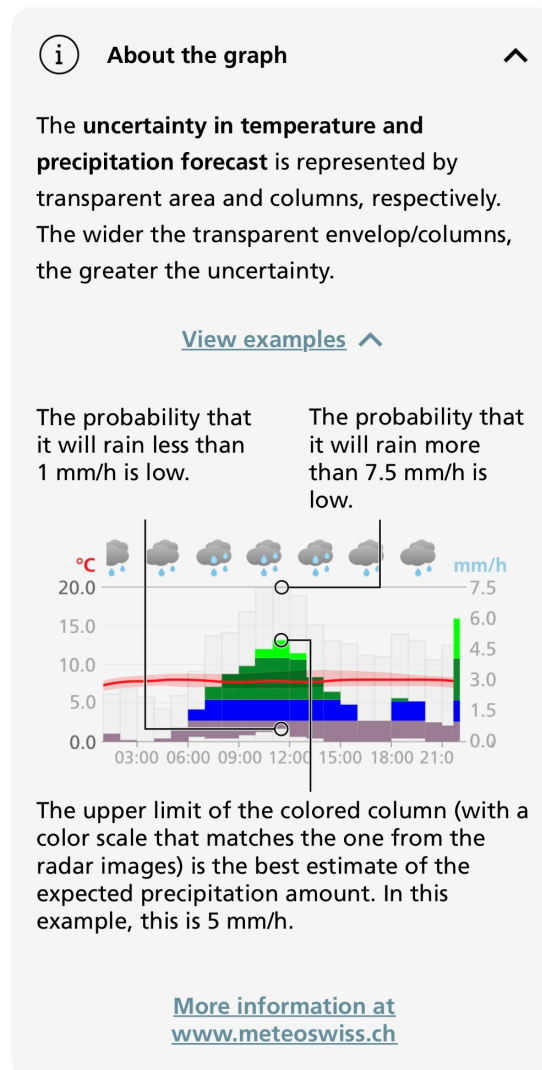 About the graph
The uncertainty in temperature and
precipitation forecast is represented by
transparent area and columns, respectively.
The wider the transparent envelop/columns,
the greater the uncertainty.
View examples
The probability that
it will rain less than
1 mm/h is low.
The probability that
it will rain more
than 7.5 mm/h is
low.
°C
mm/h
20.0
7.5
15.0
6.0
4.5
10.0
3.0
5.0
1.5
0.0
0.0
03:00 06:00 09:00 12:00 15:00 18:00 21:0
The upper limit of the colored column (with a
color scale that matches the one from the
radar images) is the best estimate of the
expected precipitation amount. In this
example, this is 5 mm/h.
More information at
www.meteoswiss.ch